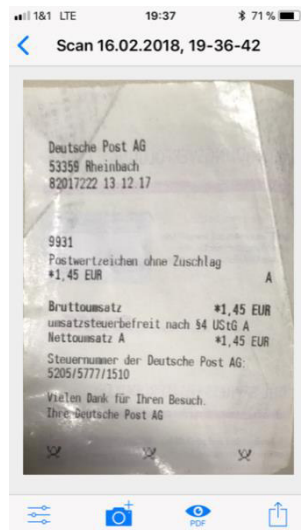 1&1 LTE 19:37 71 %
Scan 16.02.2018, 19-36-42
Deutsche Post AG
53359 Rheinbach
82017222 13.12.17
9931
Postwertzeichen ohne Zuschlag
*1,45 EUR A
Bruttoumsatz *1,45 EUR
umsatzsteuerbefreit nach §4 UStG A
Nettoumsatz A *1,45 EUR
Steuernummer der Deutsche Post AG:
5205/5777/1510
Vielen Dank für Ihren Besuch.
Ihre Deutsche Post AG
PDF